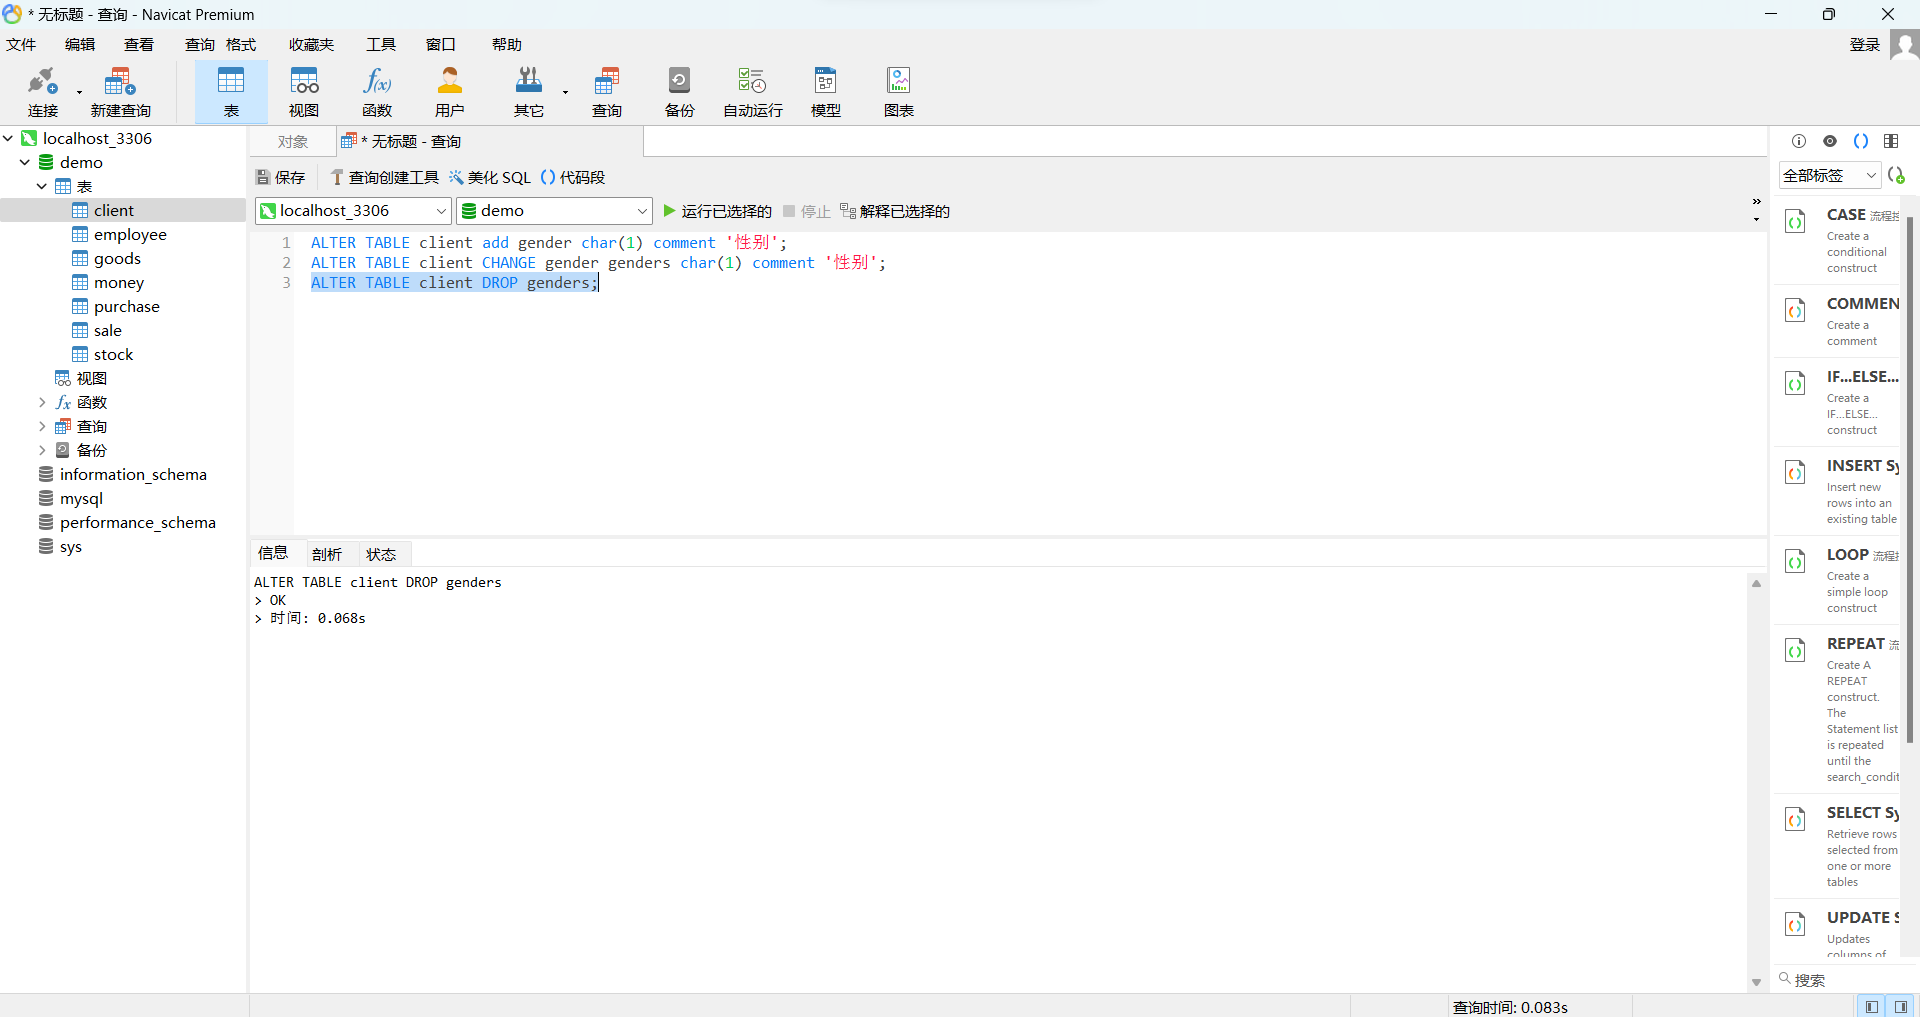 * 无标题 - 查询 - Navicat Premium
文件 编辑 查看 查询 格式 收藏夹 工具 窗口 帮助 登录
连接 新建查询 表 视图 函数 用户 其它 查询 备份 自动运行 模型 图表
localhost_3306
demo
表
client
employee
goods
money
purchase
sale
stock
视图
函数
查询
备份
information_schema
mysql
performance_schema
sys
对象 * 无标题 - 查询
保存 查询创建工具 美化 SQL 代码段
localhost_3306 demo 运行已选择的 停止 解释已选择的
1 ALTER TABLE client add gender char(1) comment '性别';
2 ALTER TABLE client CHANGE gender genders char(1) comment '性别';
3 ALTER TABLE client DROP genders;
信息 剖析 状态
ALTER TABLE client DROP genders
> OK
> 时间: 0.068s
全部标签
CASE 流程
Create a
conditional
construct
COMMEN
Create a
comment
IF...ELSE...
Create a
IF...ELSE...
construct
INSERT Sy
Insert new
rows into an
existing table
LOOP 流程
Create a
simple loop
construct
REPEAT 流
Create A
REPEAT
construct.
The
Statement list
is repeated
until the
search_condit
SELECT Sy
Retrieve rows
selected from
one or more
tables
UPDATE S
Updates
columns of
搜索
查询时间: 0.083s